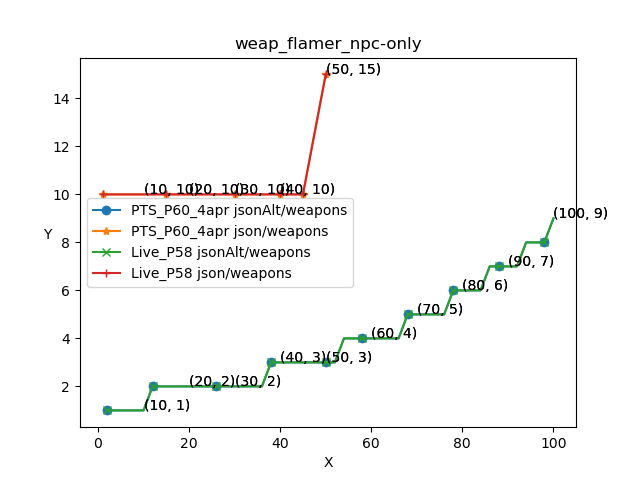 weap_flamer_npc-only
(50, 15)
14
12
(10, 10)(20, 10)(30, 10)(40, 10)
10
PTS_P60_4apr jsonAlt/weapons
PTS_P60_4apr json/weapons
Live_P58 jsonAlt/weapons
Live_P58 json/weapons
(100, 9)
Y
8
(90, 7)
(80, 6)
6
(70, 5)
(60, 4)
4
(40, 3)(50, 3)
(20, 2)(30, 2)
2
(10, 1)
0 20 40 60 80 100
X